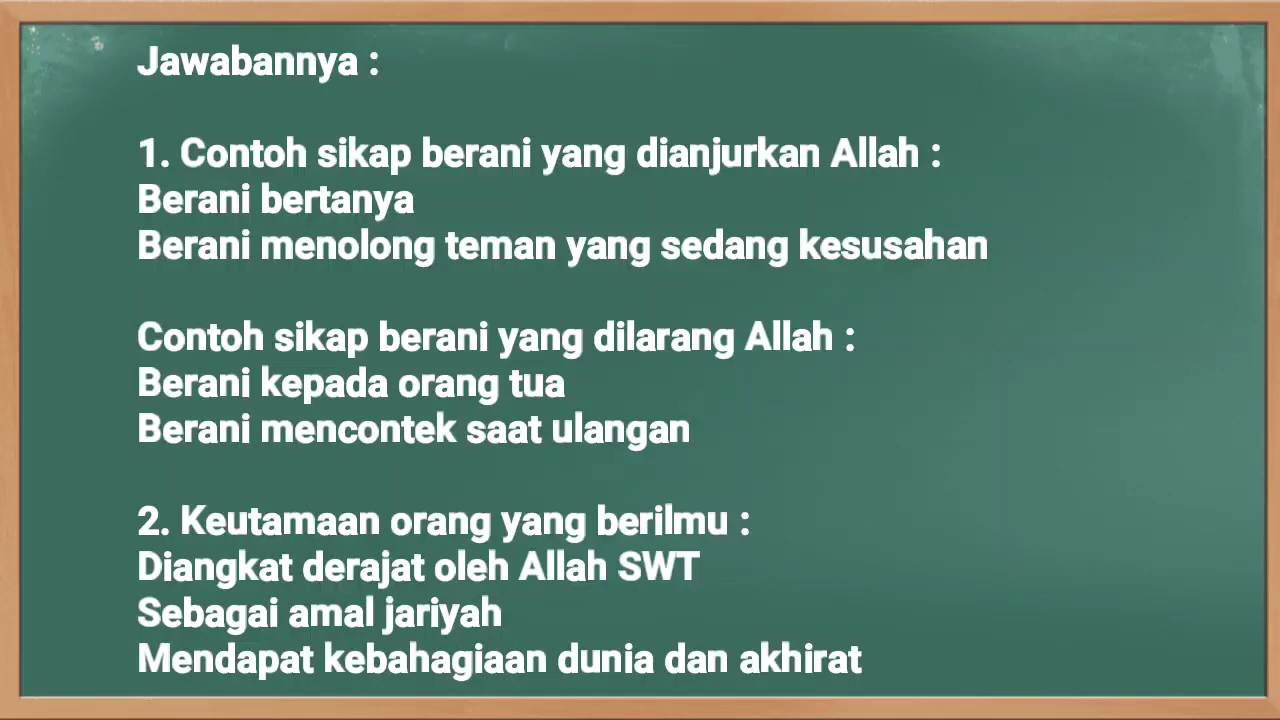 Jawabannya :
1. Contoh sikap berani yang dianjurkan Allah :
Berani bertanya
Berani menolong teman yang sedang kesusahan
Contoh sikap berani yang dilarang Allah :
Berani kepada orang tua
Berani mencontek saat ulangan
2. Keutamaan orang yang berilmu :
Diangkat derajat oleh Allah SWT
Sebagai amal jariyah
Mendapat kebahagiaan dunia dan akhirat